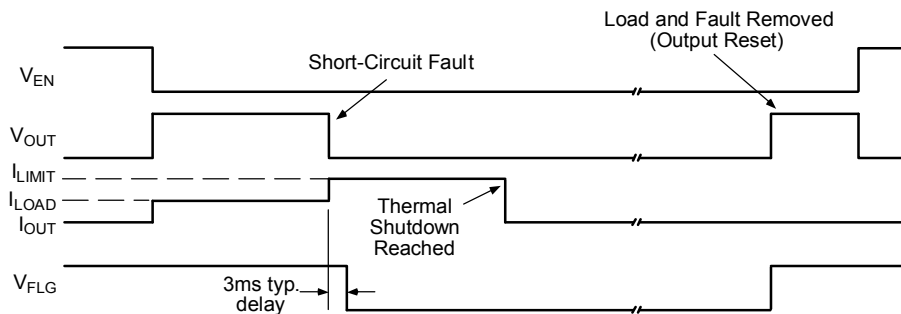 Load and Fault Removed
(Output Reset)
V_EN
Short-Circuit Fault
V_OUT
I_LIMIT
I_LOAD
I_OUT
Thermal
Shutdown
Reached
V_FLG
3ms typ.
delay